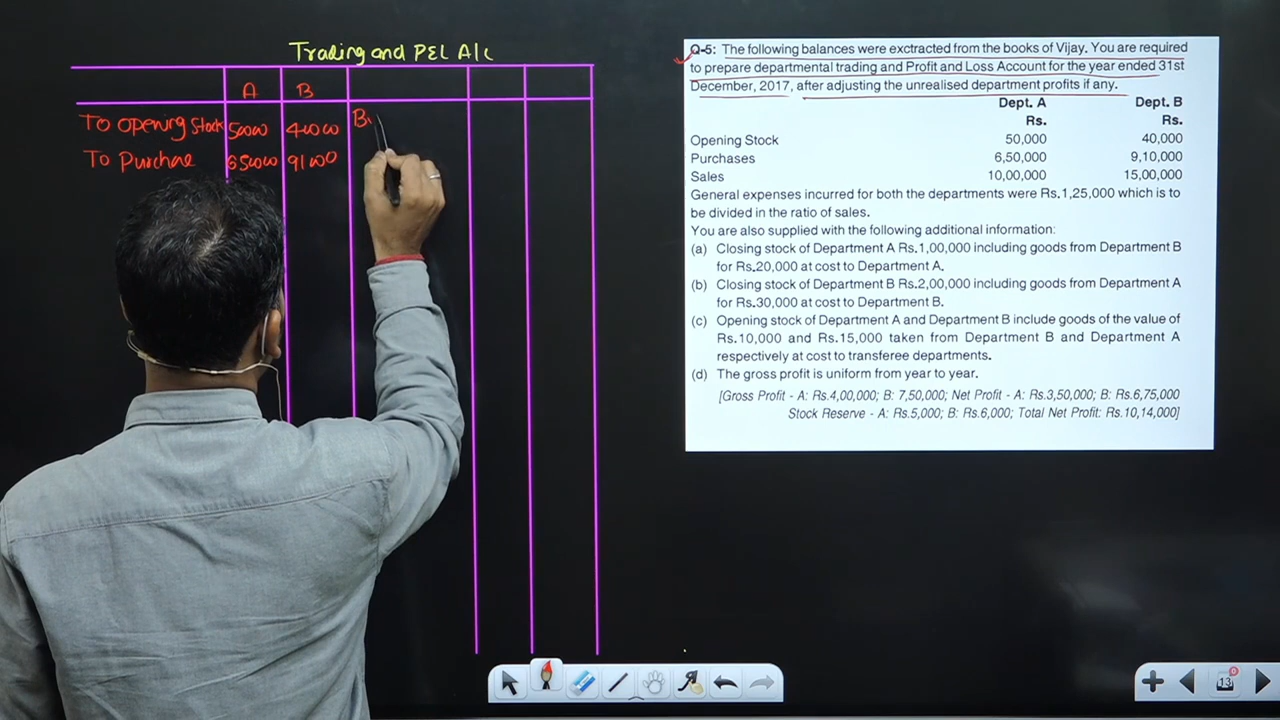 Trading and P&L A/c
A B
To Opening Stock 50000 40000 By
To Purchase 650000 910000
Q-5: The following balances were exctracted from the books of Vijay. You are required
to prepare departmental trading and Profit and Loss Account for the year ended 31st
December, 2017, after adjusting the unrealised department profits if any.
Dept. A Dept. B
Rs. Rs.
Opening Stock 50,000 40,000
Purchases 6,50,000 9,10,000
Sales 10,00,000 15,00,000
General expenses incurred for both the departments were Rs.1,25,000 which is to
be divided in the ratio of sales.
You are also supplied with the following additional information:
(a) Closing stock of Department A Rs.1,00,000 including goods from Department B
for Rs.20,000 at cost to Department A.
(b) Closing stock of Department B Rs.2,00,000 including goods from Department A
for Rs.30,000 at cost to Department B.
(c) Opening stock of Department A and Department B include goods of the value of
Rs.10,000 and Rs.15,000 taken from Department B and Department A
respectively at cost to transferee departments.
(d) The gross profit is uniform from year to year.
[Gross Profit - A: Rs.4,00,000; B: 7,50,000; Net Profit - A: Rs.3,50,000; B: Rs.6,75,000
Stock Reserve - A: Rs.5,000; B: Rs.6,000; Total Net Profit: Rs.10,14,000]
13